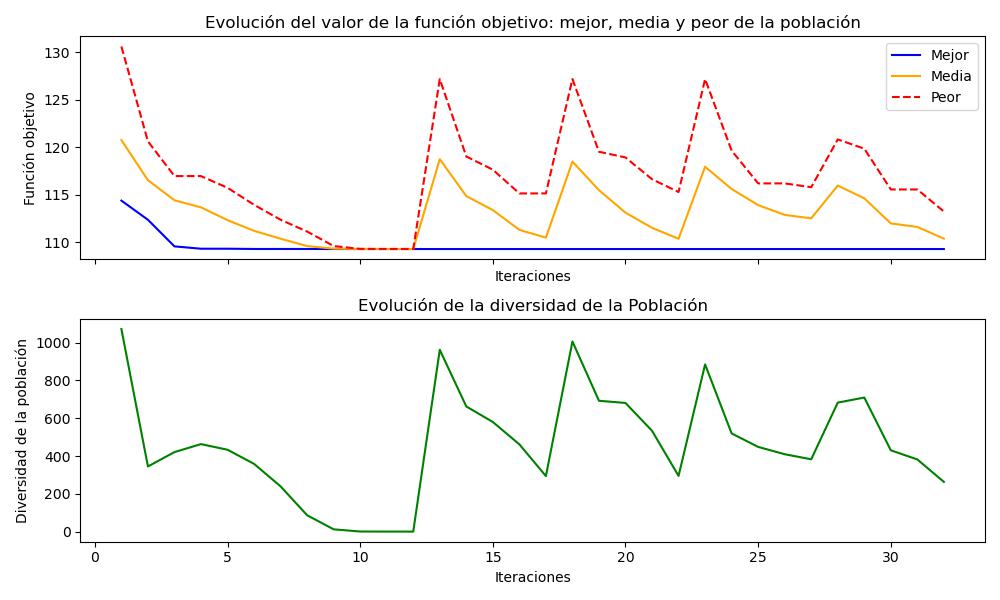 Evolución del valor de la función objetivo: mejor, media y peor de la población
Función objetivo
130
125
120
115
110
Mejor
Media
Peor
Iteraciones
Evolución de la diversidad de la Población
Diversidad de la población
1000
800
600
400
200
0
0 5 10 15 20 25 30
Iteraciones